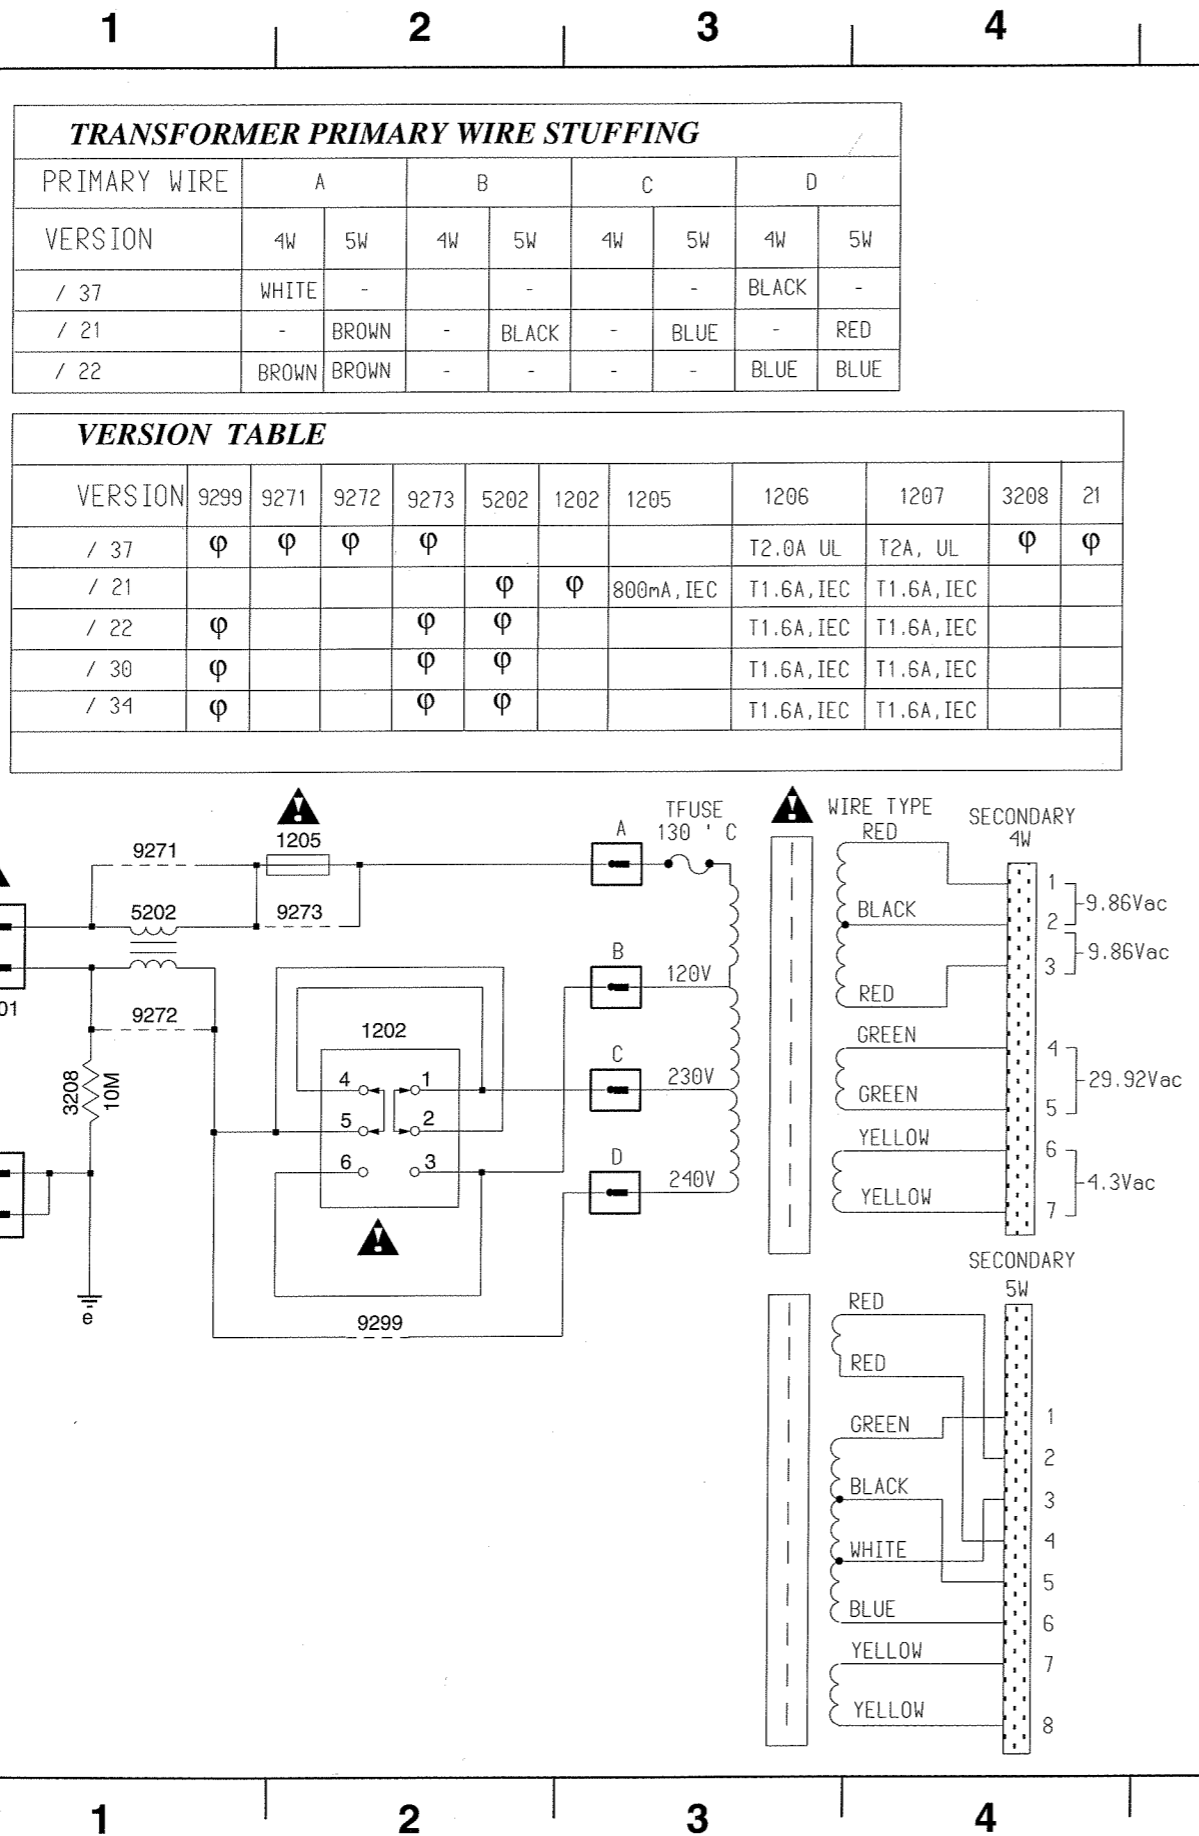 1 2 3 4
TRANSFORMER PRIMARY WIRE STUFFING
PRIMARY WIRE A B C D
VERSION 4W 5W 4W 5W 4W 5W 4W 5W
/ 37 WHITE - - - BLACK -
/ 21 - BROWN - BLACK - BLUE - RED
/ 22 BROWN BROWN - - - - BLUE BLUE
VERSION TABLE
VERSION 9299 9271 9272 9273 5202 1202 1205 1206 1207 3208 21
/ 37 φ φ φ φ T2.0A UL T2A, UL φ φ
/ 21 φ φ 800mA,IEC T1.6A,IEC T1.6A,IEC
/ 22 φ φ φ T1.6A,IEC T1.6A,IEC
/ 30 φ φ φ T1.6A,IEC T1.6A,IEC
/ 34 φ φ φ T1.6A,IEC T1.6A,IEC
9271
1205
5202
9273
9272
01
3208
10M
e
1202
4 1
5 2
6 3
9299
A
B
C
D
TFUSE
130 ' C
120V
230V
240V
WIRE TYPE
RED
BLACK
RED
GREEN
GREEN
YELLOW
YELLOW
SECONDARY
4W
1
2
3
4
5
6
7
9.86Vac
9.86Vac
29.92Vac
4.3Vac
SECONDARY
5W
RED
RED
GREEN
BLACK
WHITE
BLUE
YELLOW
YELLOW
1
2
3
4
5
6
7
8
1 2 3 4